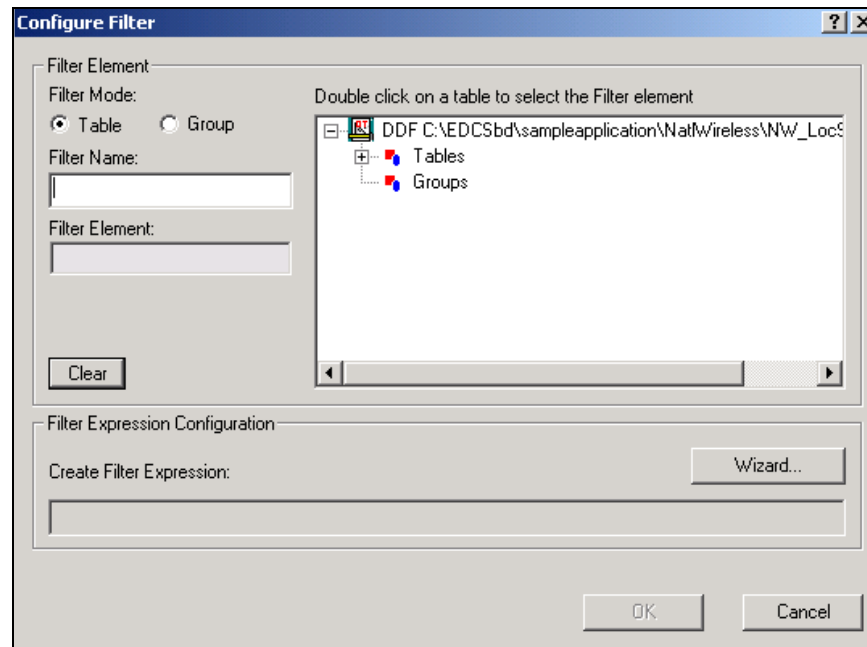 Configure Filter
Filter Element
Filter Mode:
Table Group
Filter Name:
Filter Element:
Clear
Double click on a table to select the Filter element
DDF C:\EDCSbd\sampleapplication\NatlWireless\NW_LocS
Tables
Groups
Filter Expression Configuration
Create Filter Expression:
Wizard...
OK
Cancel